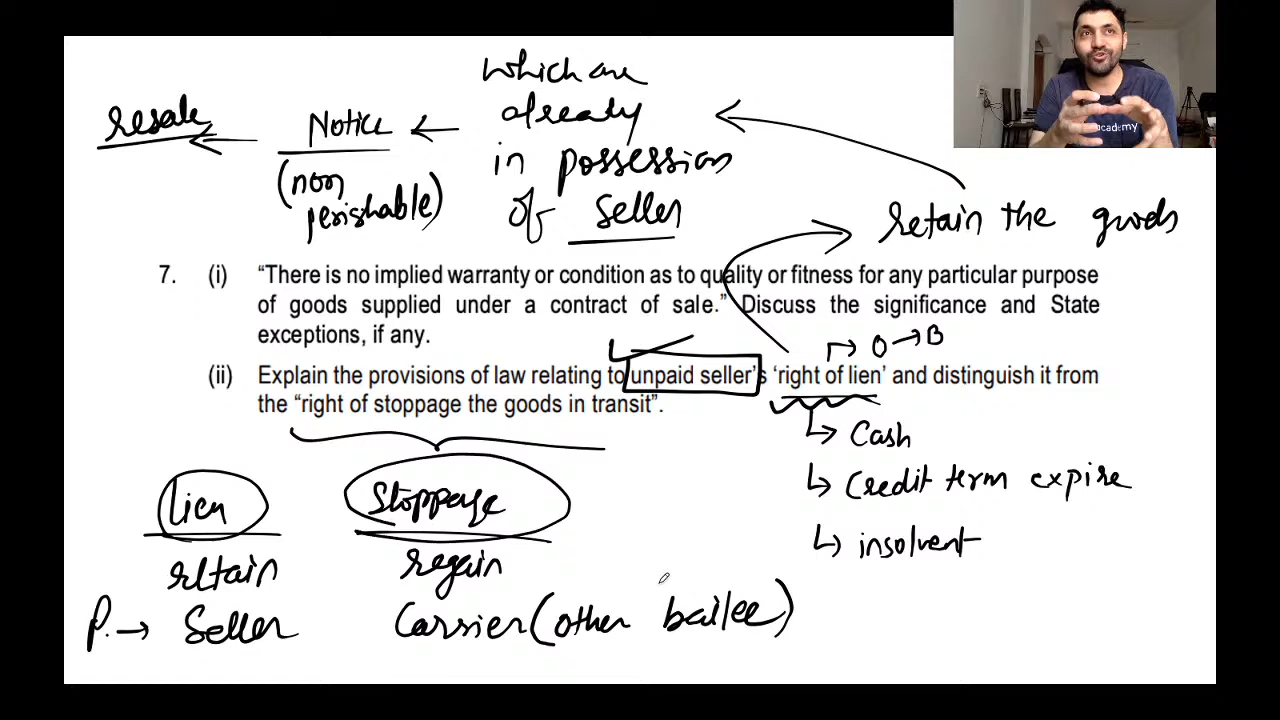 which are
already
in possession
of seller
Notice
(non
perishable)
resale
retain the goods
academy
7. (i) “There is no implied warranty or condition as to quality or fitness for any particular purpose
of goods supplied under a contract of sale.” Discuss the significance and State
exceptions, if any.
O → B
(ii) Explain the provisions of law relating to unpaid seller’s ‘right of lien’ and distinguish it from
the “right of stoppage the goods in transit”.
Cash
Credit term expire
insolvent
Lien
Stoppage
retain
regain
P. → Seller
Carrier (other bailee)